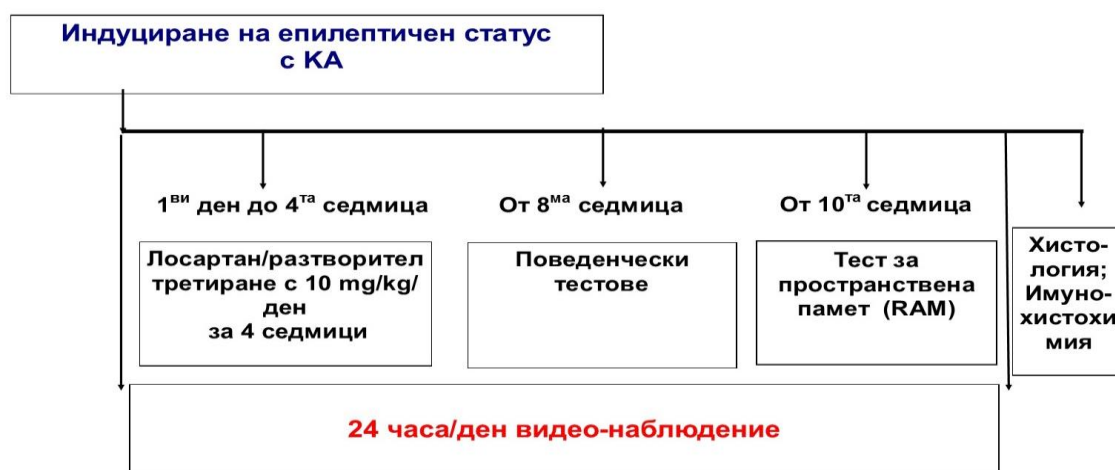 Индуциране на епилептичен статус
с КА
1ви ден до 4та седмица
От 8ма седмица
От 10та седмица
Лосартан/разтворител
третиране с 10 mg/kg/
ден
за 4 седмици
Поведенчески
тестове
Тест за
пространствена
памет (RAM)
Хисто-
логия;
Имуно-
хистохи
мия
24 часа/ден видео-наблюдение